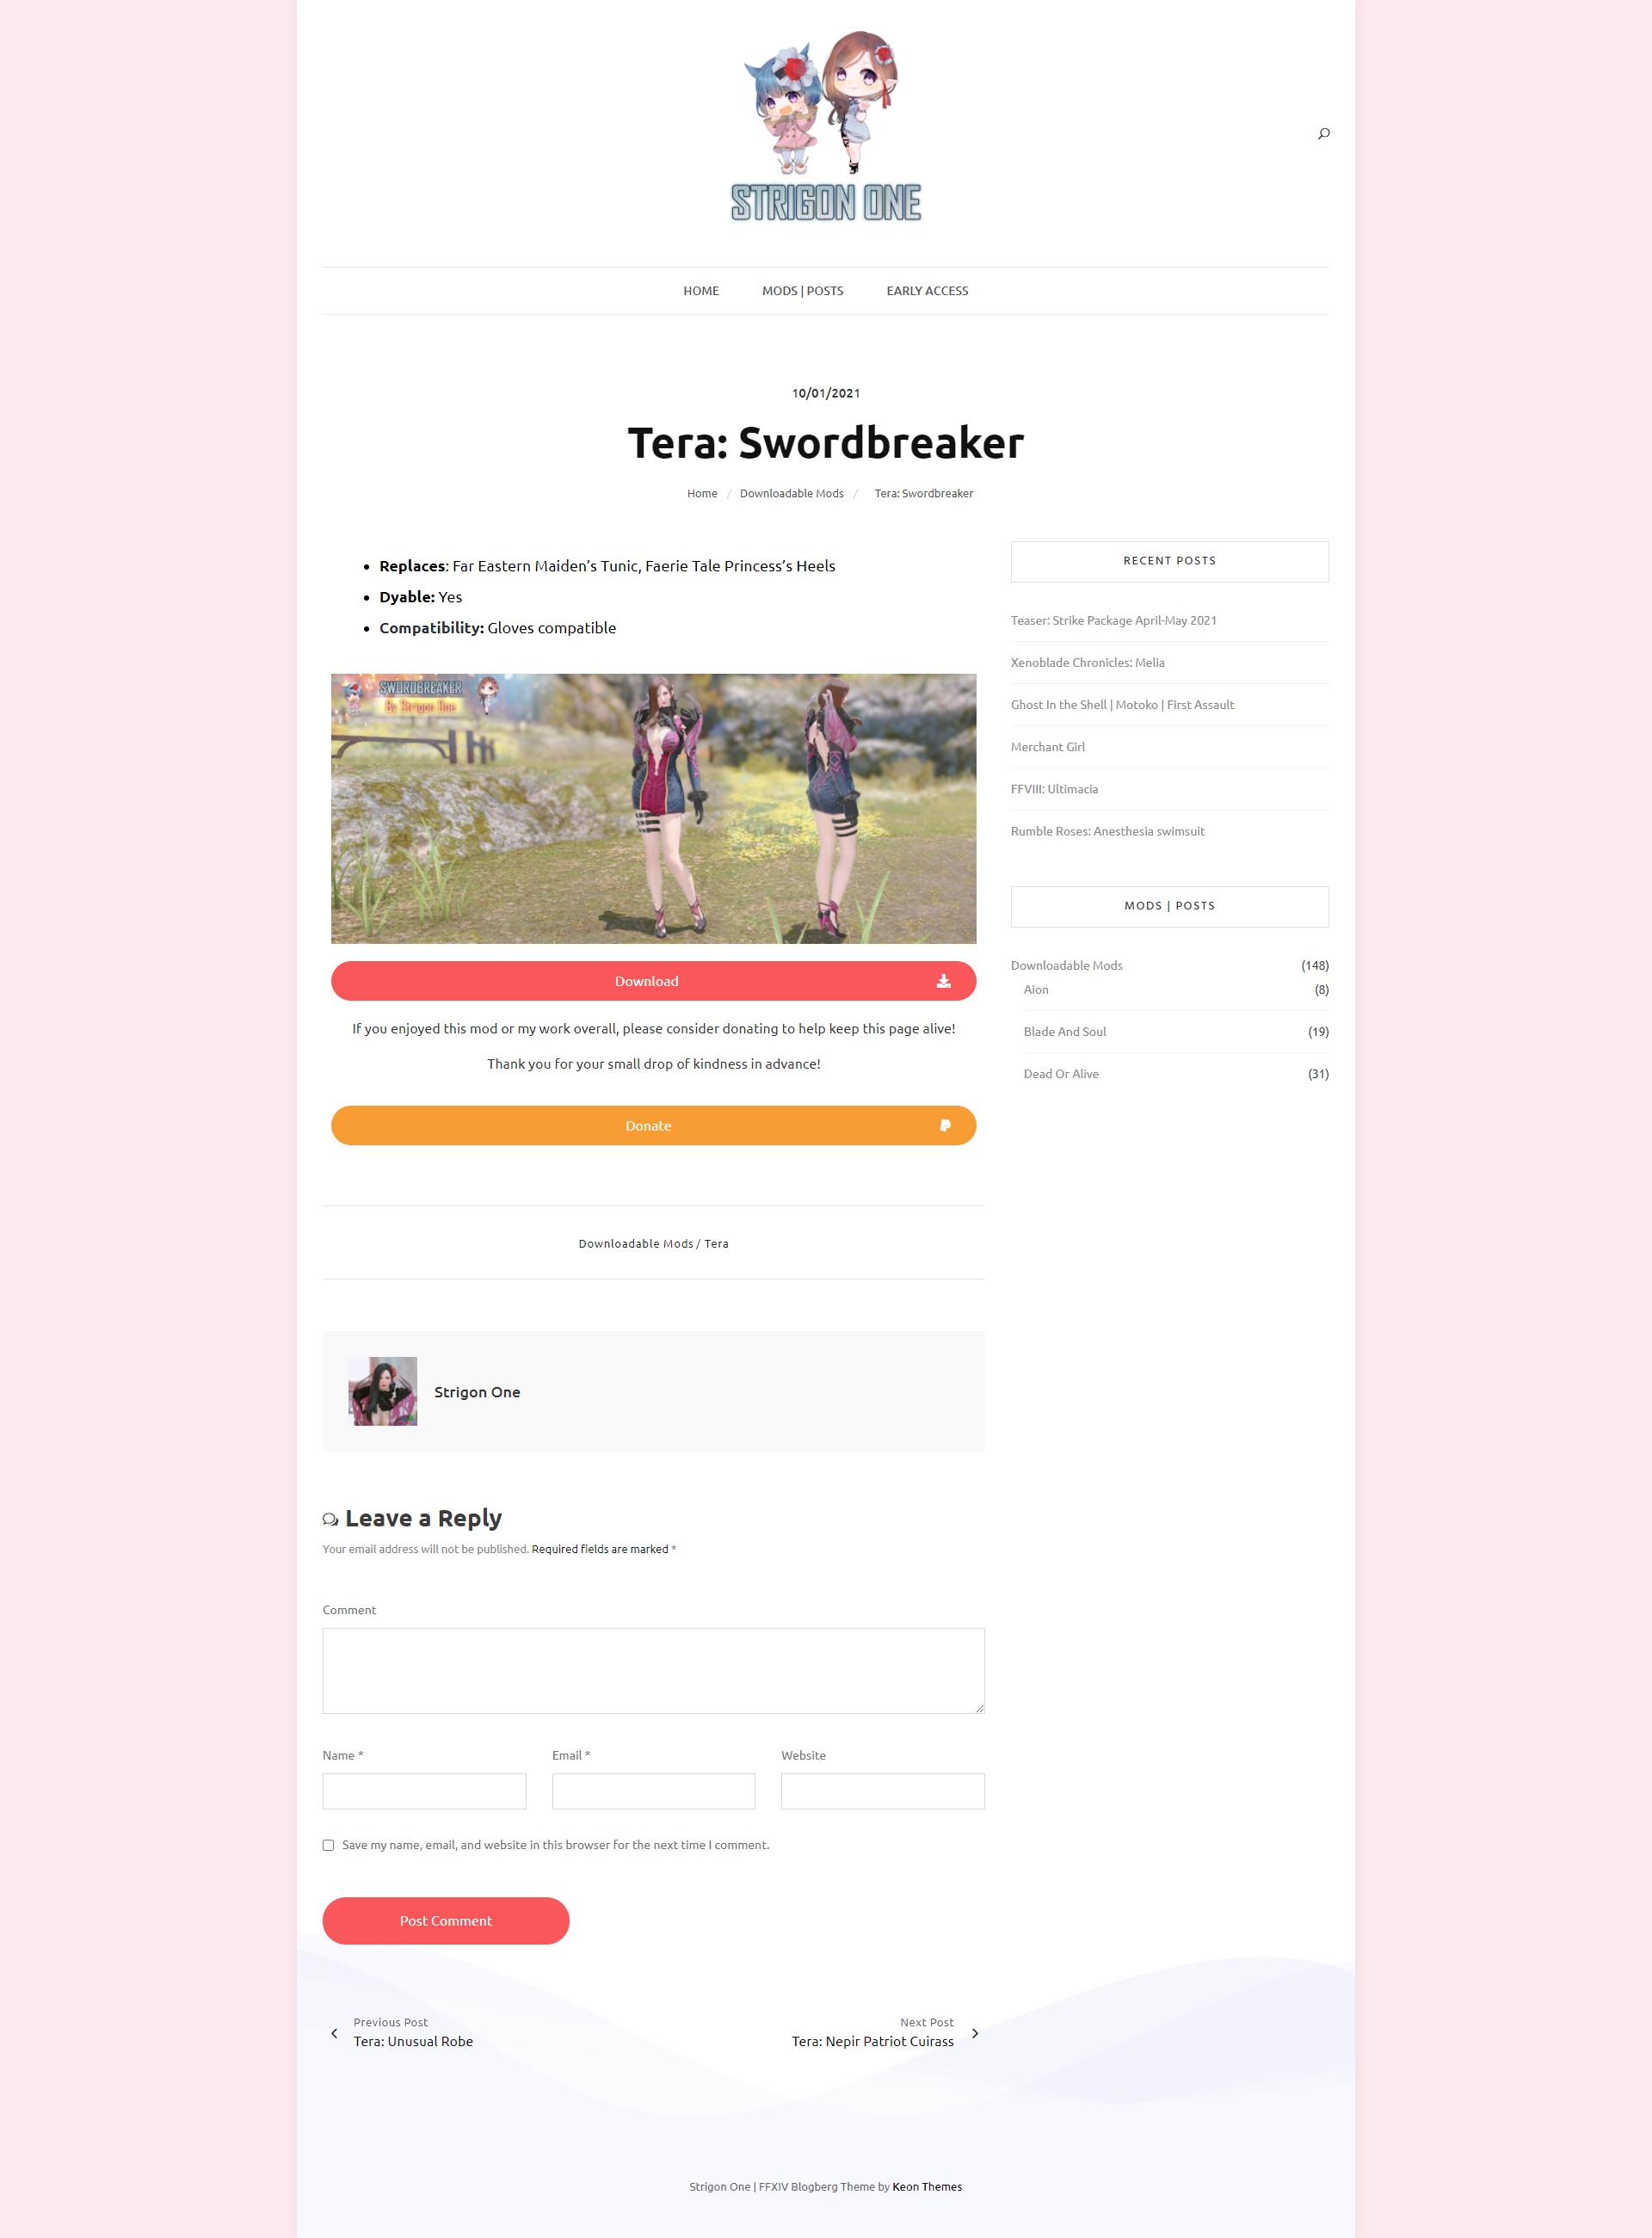 STRIGON ONE
HOME
MODS | POSTS
EARLY ACCESS
10/01/2021
Tera: Swordbreaker
Home / Downloadable Mods / Tera: Swordbreaker
• Replaces: Far Eastern Maiden’s Tunic, Faerie Tale Princess’s Heels
• Dyable: Yes
• Compatibility: Gloves compatible
SWORDBREAKER
By Strigon One
Download
If you enjoyed this mod or my work overall, please consider donating to help keep this page alive!
Thank you for your small drop of kindness in advance!
Donate
Downloadable Mods / Tera
Strigon One
Leave a Reply
Your email address will not be published. Required fields are marked *
Comment
Name *
Email *
Website
Save my name, email, and website in this browser for the next time I comment.
Post Comment
Previous Post
Tera: Unusual Robe
Next Post
Tera: Nepir Patriot Cuirass
RECENT POSTS
Teaser: Strike Package April-May 2021
Xenoblade Chronicles: Melia
Ghost In the Shell | Motoko | First Assault
Merchant Girl
FFVIII: Ultimacia
Rumble Roses: Anesthesia swimsuit
MODS | POSTS
Downloadable Mods (148)
Aion (8)
Blade And Soul (19)
Dead Or Alive (31)
Strigon One | FFXIV Blogberg Theme by Keon Themes